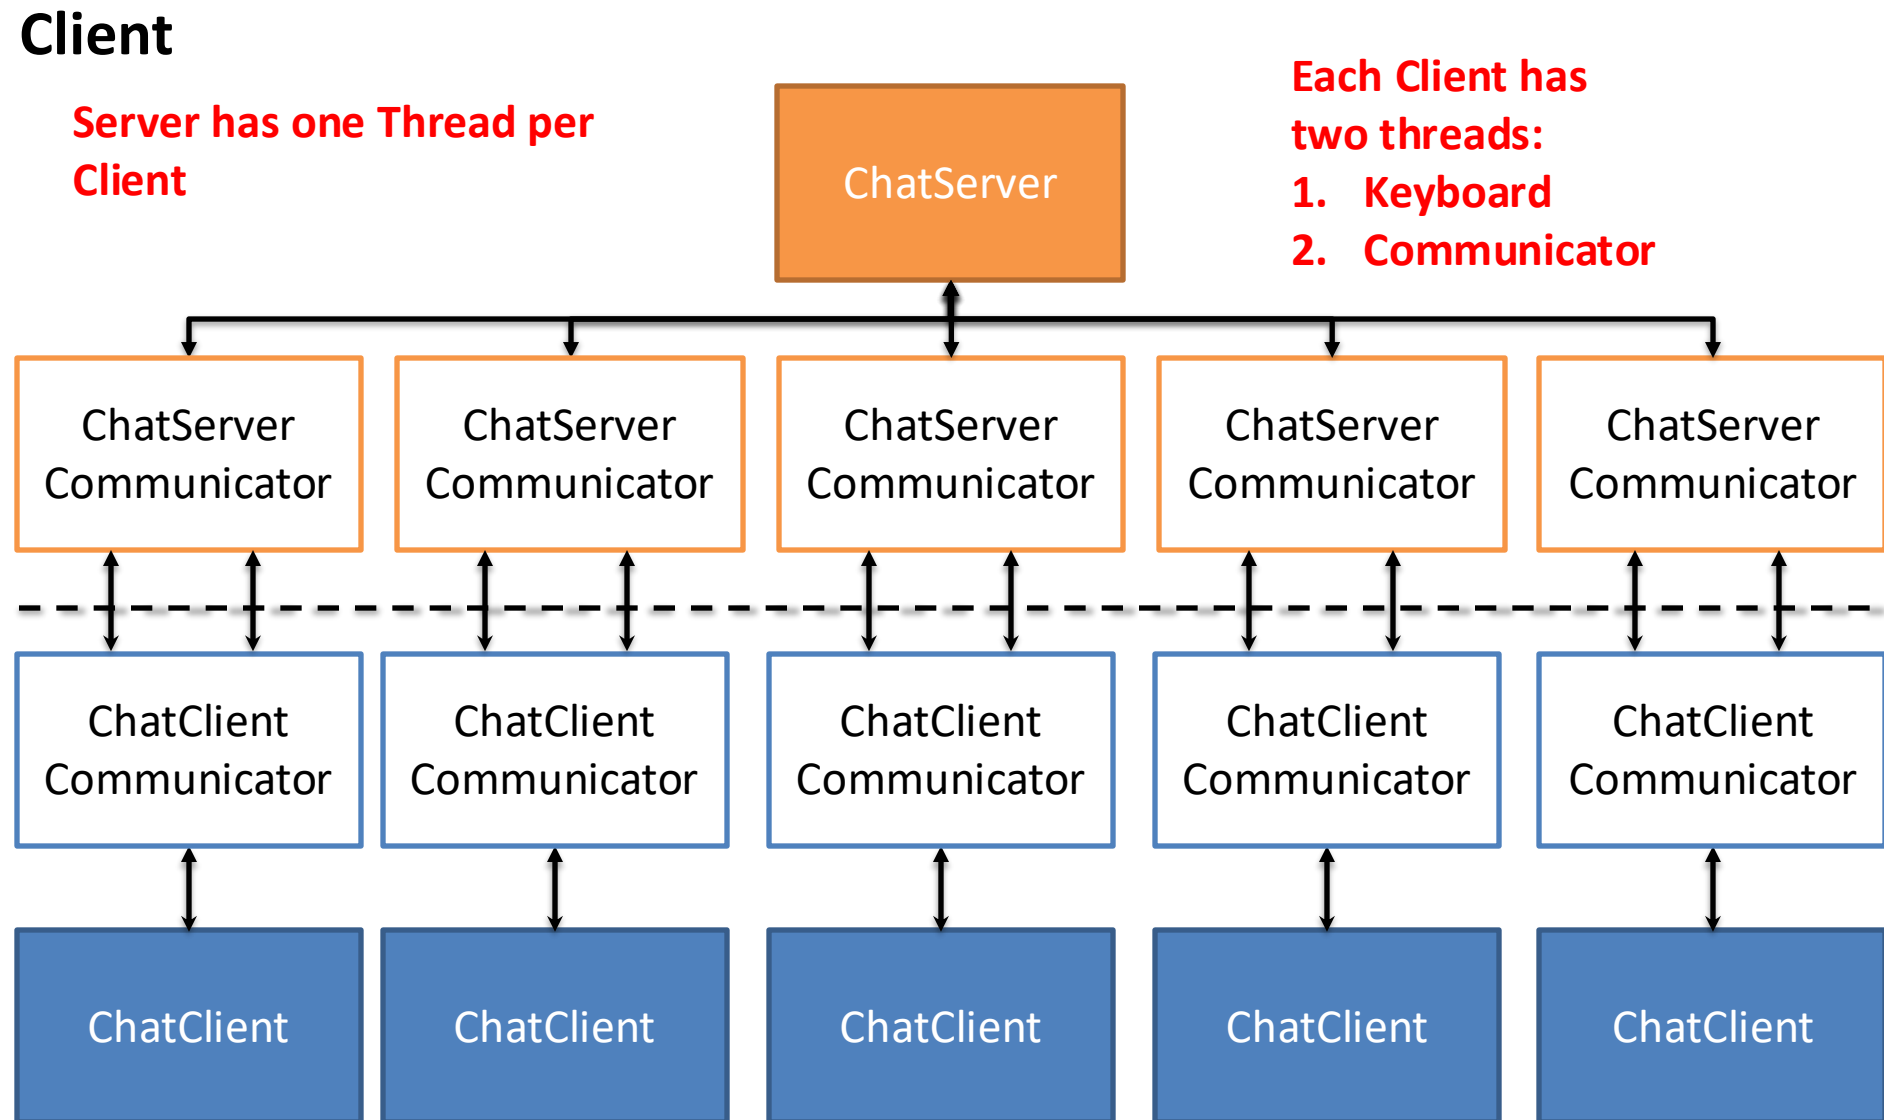 Client
Server has one Thread per
Client
Each Client has
two threads:
1. Keyboard
2. Communicator
ChatServer
ChatServer
Communicator
ChatServer
Communicator
ChatServer
Communicator
ChatServer
Communicator
ChatServer
Communicator
ChatClient
Communicator
ChatClient
Communicator
ChatClient
Communicator
ChatClient
Communicator
ChatClient
Communicator
ChatClient
ChatClient
ChatClient
ChatClient
ChatClient